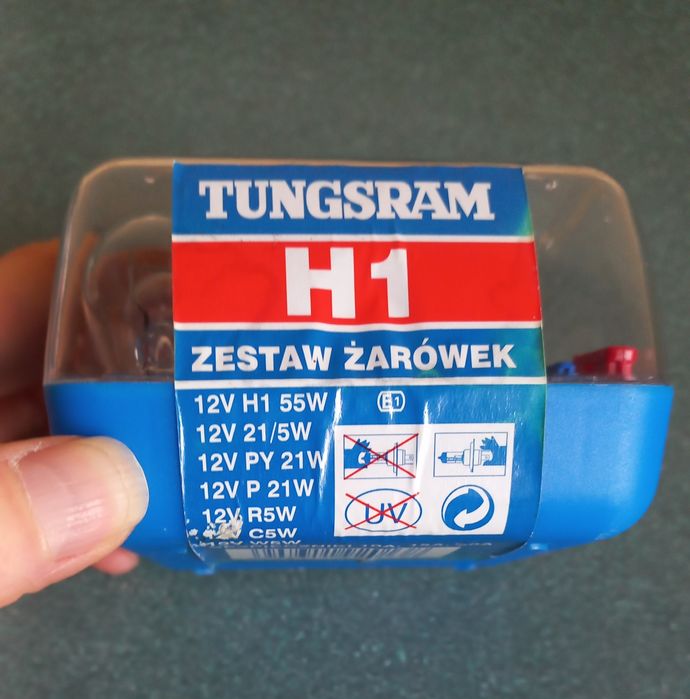 TUNGSRAM
H1
ZESTAW ŻARÓWEK
12V H1 55W
E1
12V 21/5W
12V PY 21W
12V P 21W
UV
12V R5W
C5W
W5W